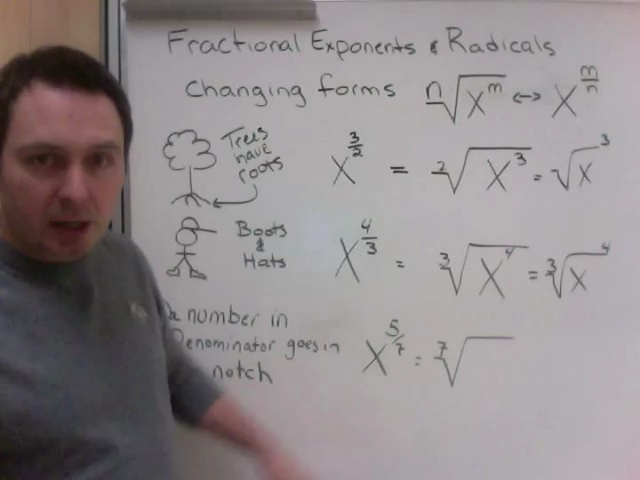 Fractional Exponents & Radicals
Changing forms ⁿ√x^m ↔ x^(m/n)
Trees
have
roots
x^(3/2) = ²√x³ = √x³
Boots
&
Hats
x^(4/3) = ³√x⁴ = ³√x⁴
a number in
Denominator goes in
notch
x^(5/7) = ⁷√